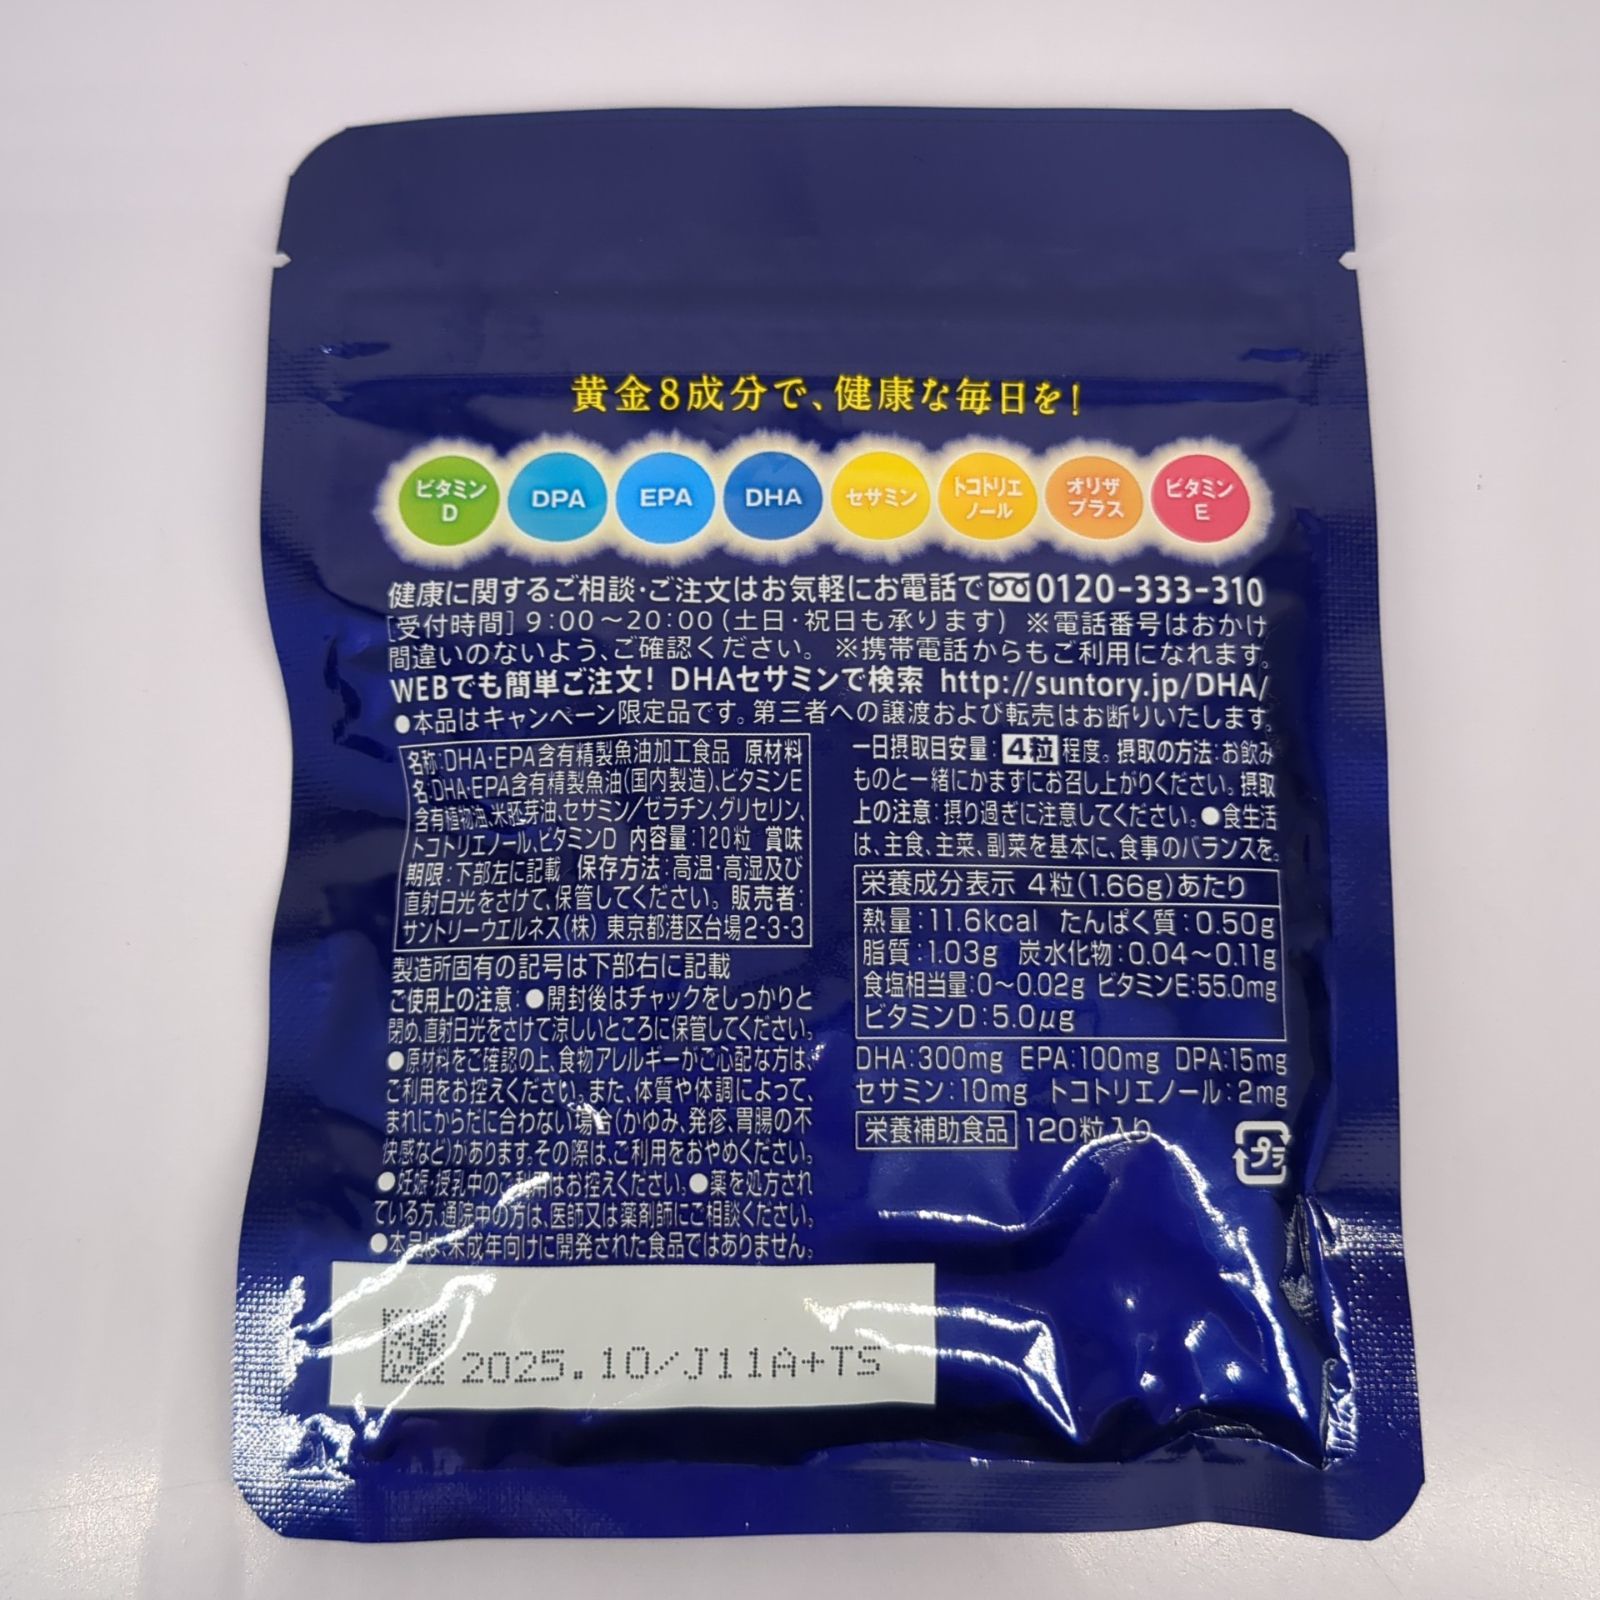 黄金8成分で、健康な毎日を!
ビタミン
D
DPA
EPA
DHA
セサミン
トコトリエ
ノール
オリザ
プラス
ビタミン
E
健康に関するご相談・ご注文はお気軽にお電話で 0120-333-310
[受付時間] 9:00〜20:00(土日・祝日も承ります) ※電話番号はおかけ
間違いのないよう、ご確認ください。 ※携帯電話からもご利用になれます。
WEBでも簡単ご注文! DHAセサミンで検索 http://suntory.jp/DHA/
●本品はキャンペーン限定品です。第三者への譲渡および転売はお断りいたします。
名称:DHA・EPA含有精製魚油加工食品 原材料
名:DHA・EPA含有精製魚油(国内製造)、ビタミンE
含有植物油、米胚芽油、セサミン/ゼラチン、グリセリン、
トコトリエノール、ビタミンD 内容量:120粒 賞味
期限:下部左に記載 保存方法:高温・高湿及び
直射日光をさけて、保管してください。販売者:
サントリーウエルネス(株) 東京都港区台場2-3-3
製造所固有の記号は下部右に記載
ご使用上の注意:●開封後はチャックをしっかりと
閉め、直射日光をさけて涼しいところに保管してください。
●原材料をご確認の上、食物アレルギーがご心配な方は、
ご利用をお控えください。また、体質や体調によって、
まれにからだに合わない場合(かゆみ、発疹、胃腸の不
快感など)があります。その際は、ご利用をおやめください。
●妊娠・授乳中のご利用はお控えください。●薬を処方され
ている方、通院中の方は、医師又は薬剤師にご相談ください。
●本品は、未成年向けに開発された食品ではありません。
一日摂取目安量:4粒程度。摂取の方法:お飲み
ものと一緒にかまずにお召し上がりください。摂取
上の注意:摂り過ぎに注意してください。●食生活
は、主食、主菜、副菜を基本に、食事のバランスを。
栄養成分表示 4粒(1.66g)あたり
熱量:11.6kcal たんぱく質:0.50g
脂質:1.03g 炭水化物:0.04〜0.11g
食塩相当量:0〜0.02g ビタミンE:55.0mg
ビタミンD:5.0μg
DHA:300mg EPA:100mg DPA:15mg
セサミン:10mg トコトリエノール:2mg
栄養補助食品 120粒入り
プラ
2025.10/J11A+TS